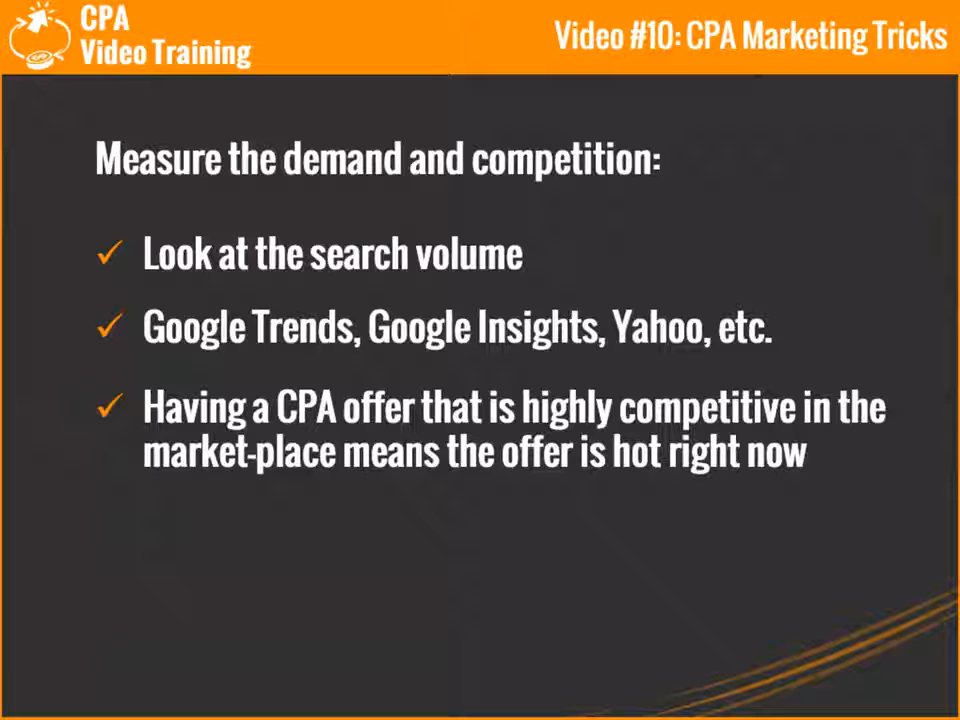 CPA
Video Training
Video #10: CPA Marketing Tricks
Measure the demand and competition:
Look at the search volume
Google Trends, Google Insights, Yahoo, etc.
Having a CPA offer that is highly competitive in the
market-place means the offer is hot right now